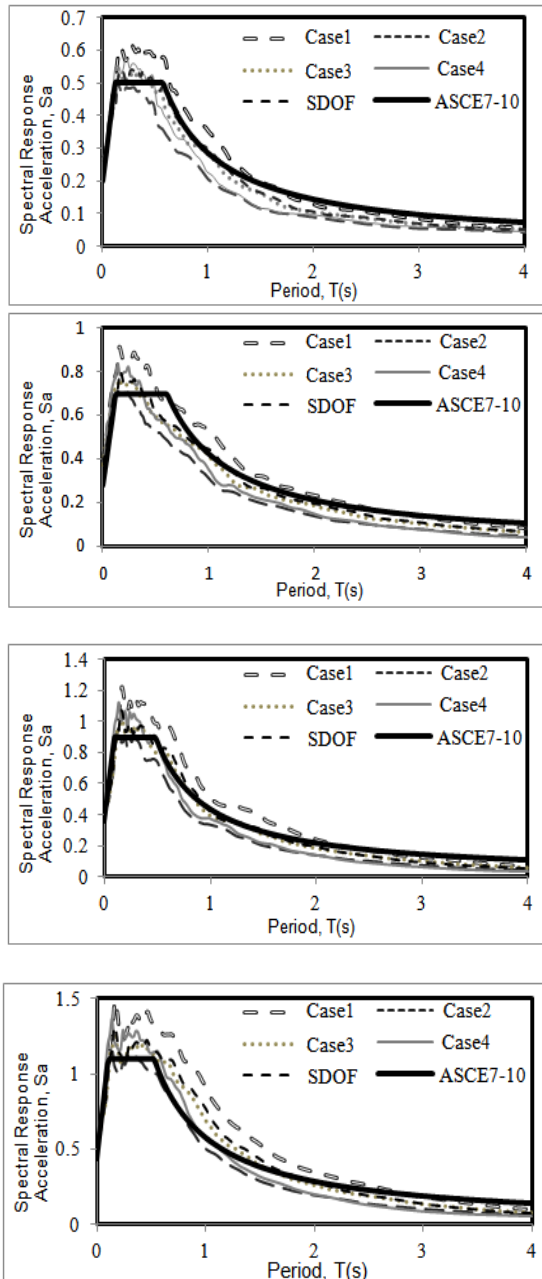 0.7
0.6
0.5
0.4
0.3
0.2
0.1
0
Spectral Response
Acceleration, Sa
Case1
Case2
Case3
Case4
SDOF
ASCE7-10
0 1 2 3 4
Period, T(s)
1
0.8
0.6
0.4
0.2
0
Spectral Response
Acceleration, Sa
Case1
Case2
Case3
Case4
SDOF
ASCE7-10
0 1 2 3 4
Period, T(s)
1.4
1.2
1
0.8
0.6
0.4
0.2
0
Spectral Response
Acceleration, Sa
Case1
Case2
Case3
Case4
SDOF
ASCE7-10
0 1 2 3 4
Period, T(s)
1.5
1
0.5
0
Spectral Response
Acceleration, Sa
Case1
Case2
Case3
Case4
SDOF
ASCE7-10
0 1 2 3 4
Period, T(s)